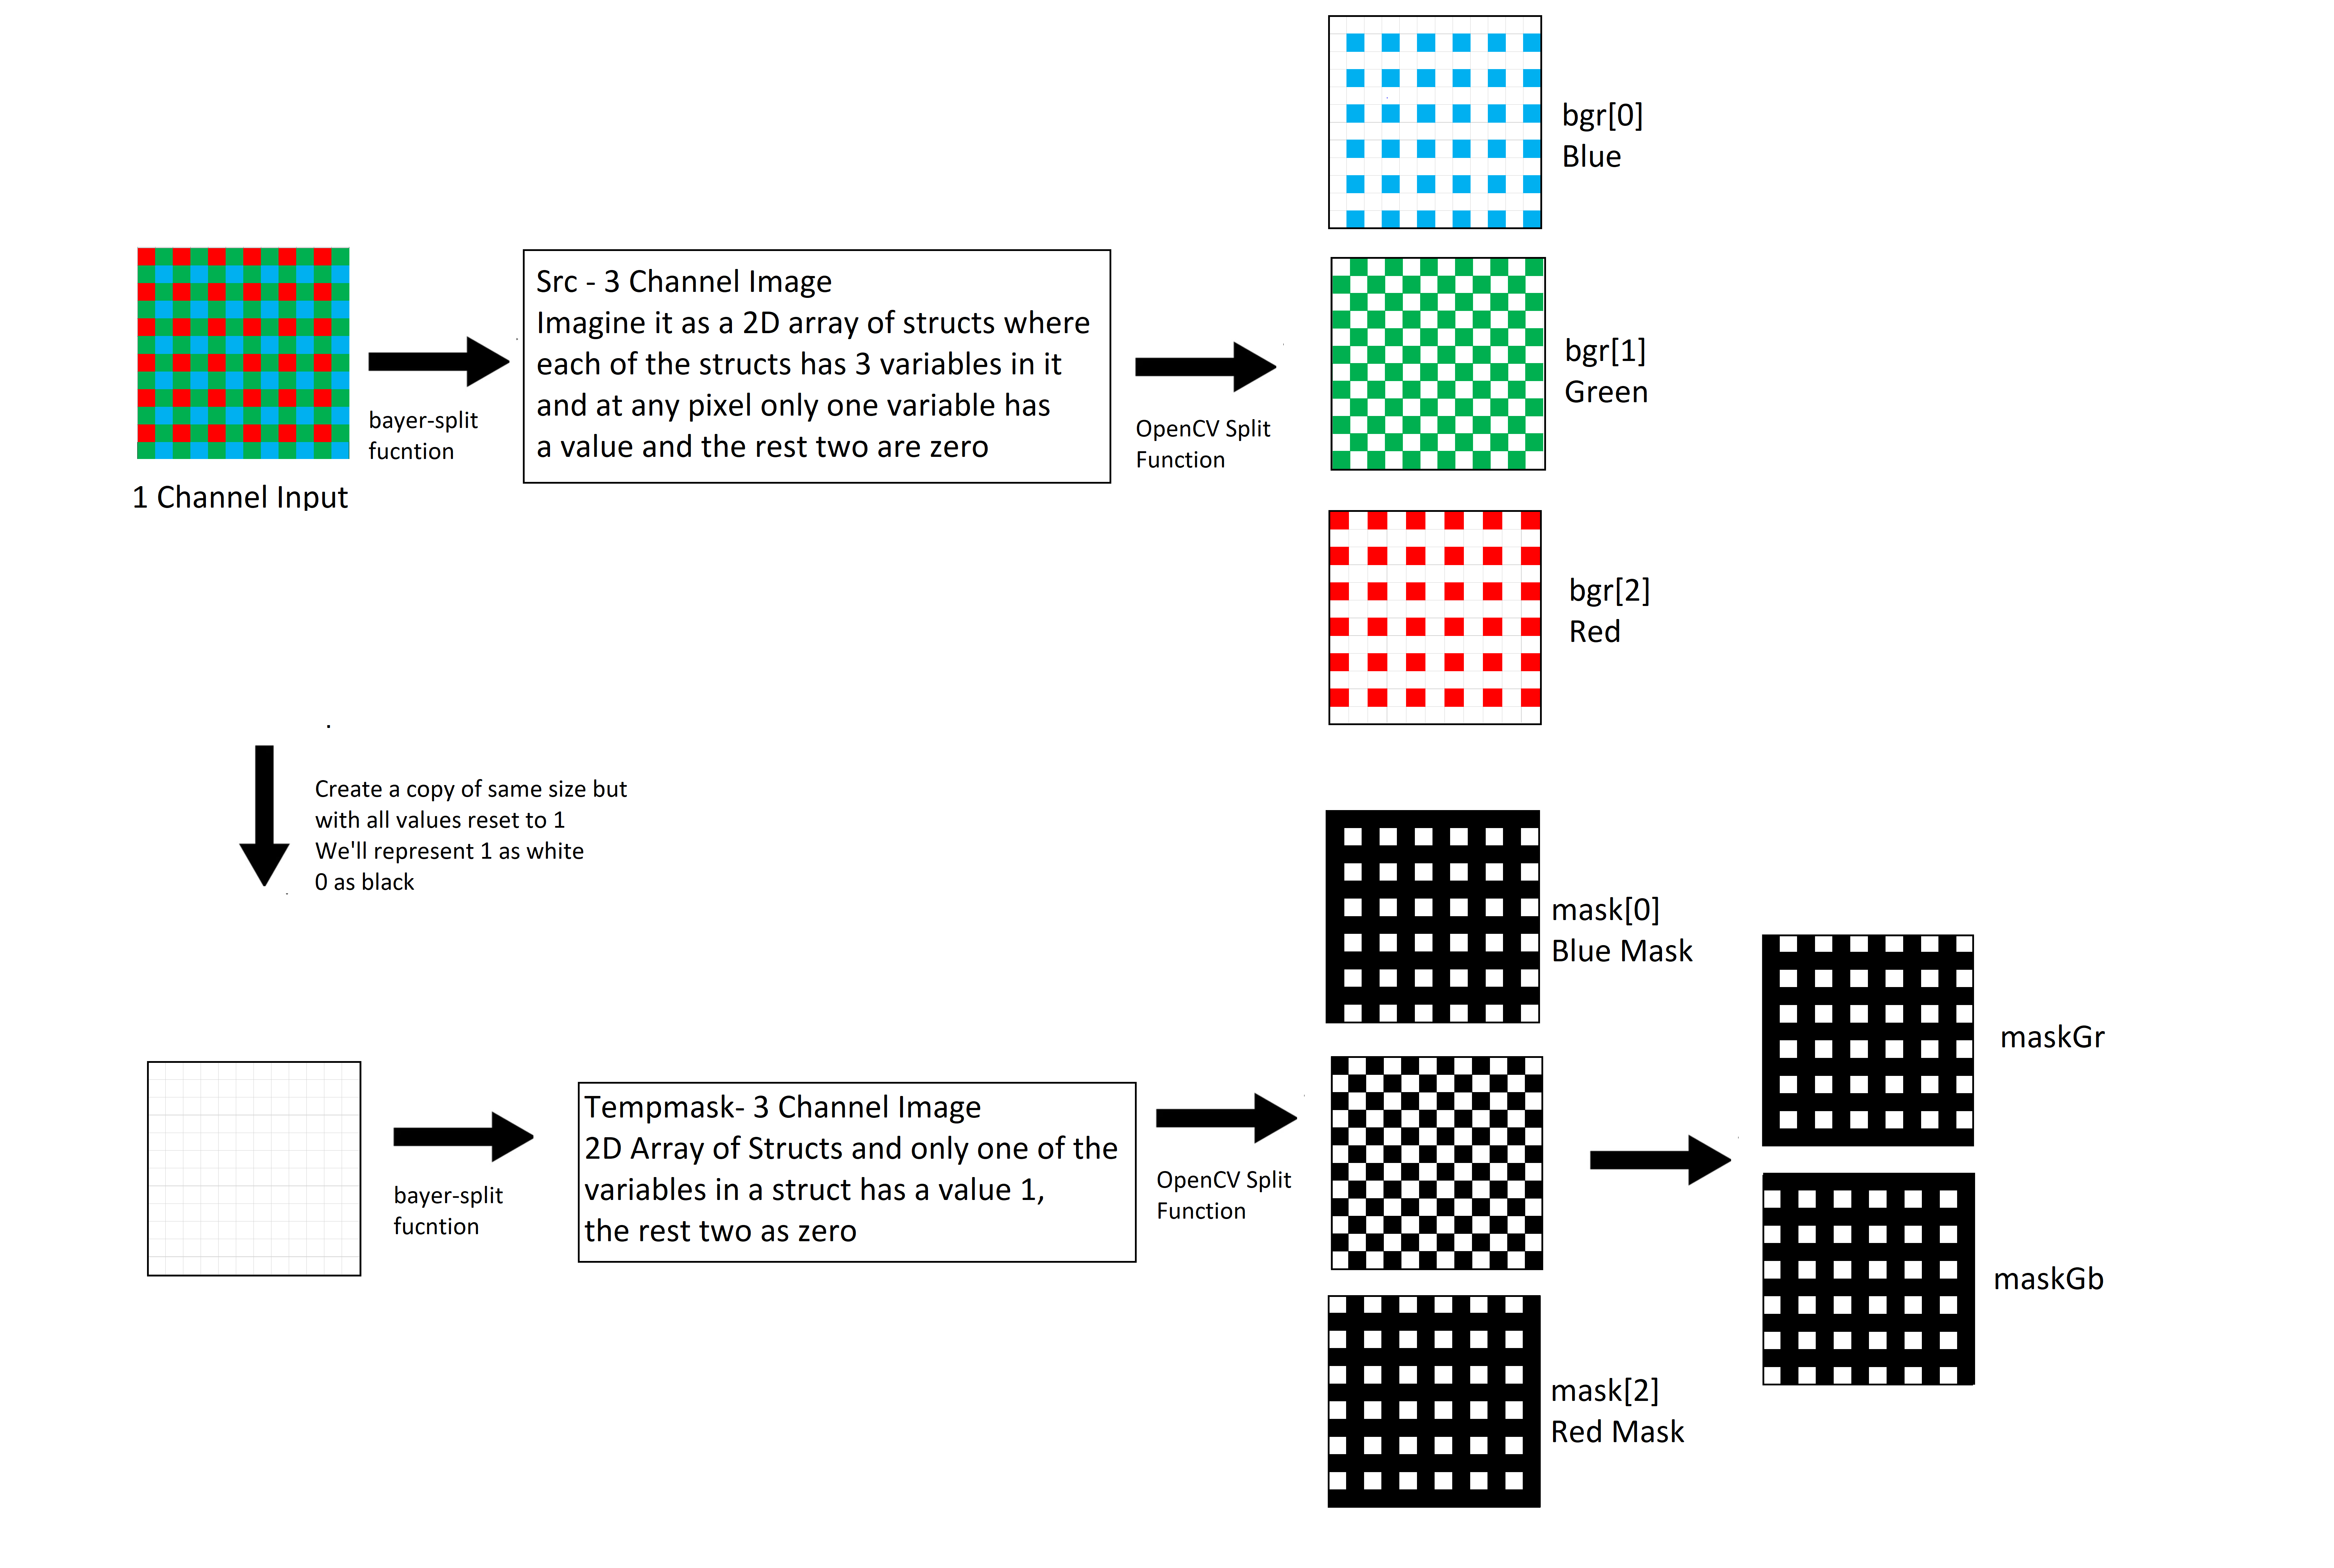 bgr[0]
Blue
Src - 3 Channel Image
Imagine it as a 2D array of structs where
each of the structs has 3 variables in it
and at any pixel only one variable has
a value and the rest two are zero
bgr[1]
Green
bayer-split
fucntion
OpenCV Split
Function
1 Channel Input
bgr[2]
Red
Create a copy of same size but
with all values reset to 1
We'll represent 1 as white
0 as black
mask[0]
Blue Mask
maskGr
Tempmask- 3 Channel Image
2D Array of Structs and only one of the
variables in a struct has a value 1,
the rest two as zero
bayer-split
fucntion
OpenCV Split
Function
maskGb
mask[2]
Red Mask